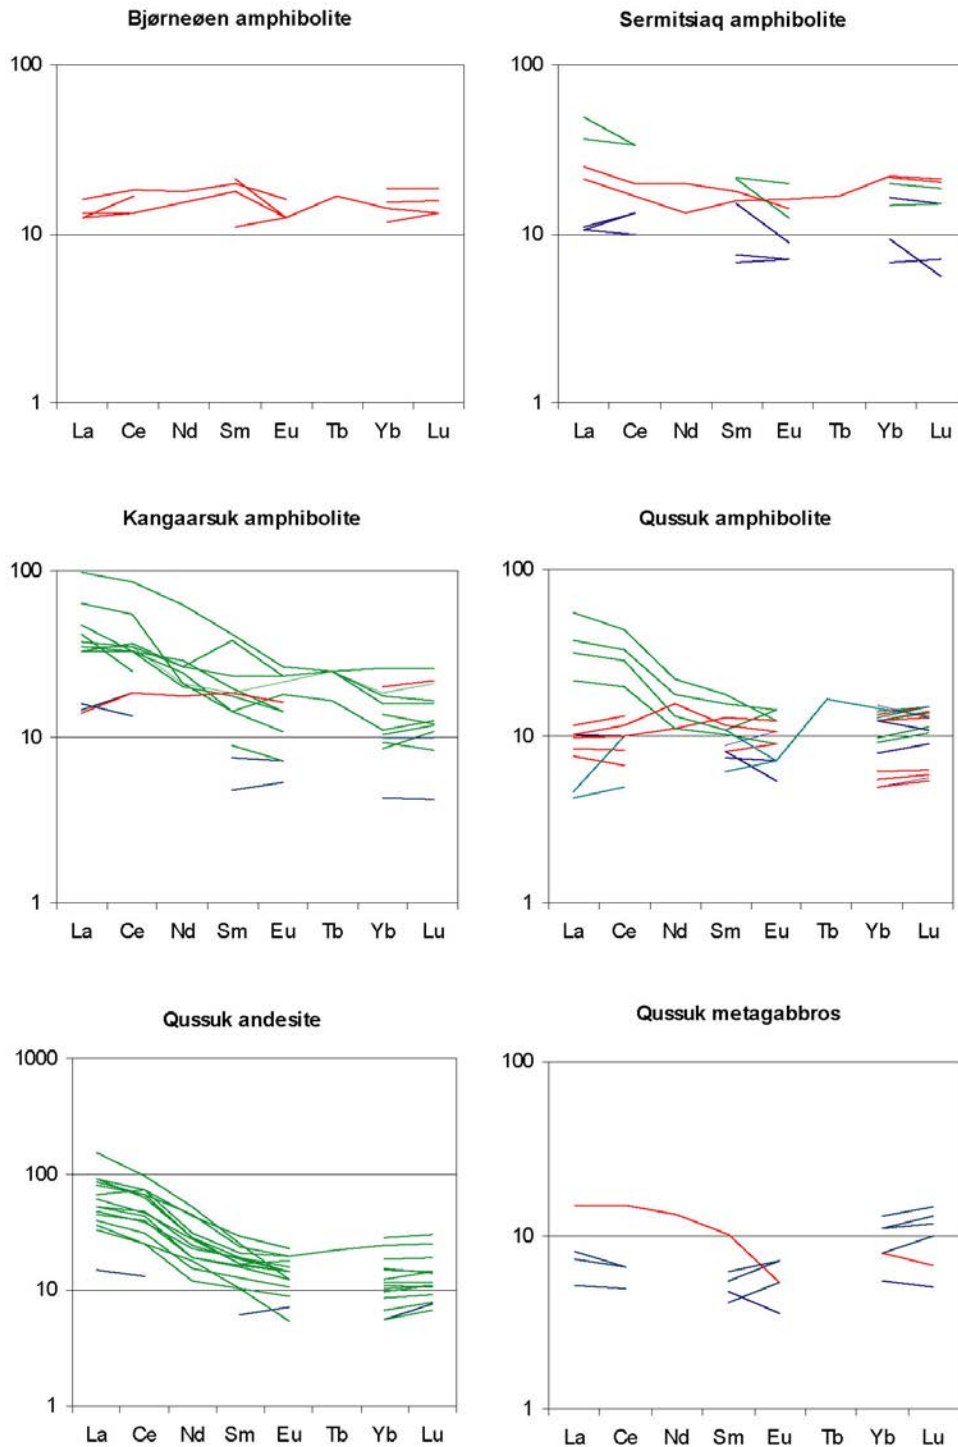 Bjørneøen amphibolite
100
10
1
La Ce Nd Sm Eu Tb Yb Lu
Sermitsiaq amphibolite
100
10
1
La Ce Nd Sm Eu Tb Yb Lu
Kangaarsuk amphibolite
100
10
1
La Ce Nd Sm Eu Tb Yb Lu
Qussuk amphibolite
100
10
1
La Ce Nd Sm Eu Tb Yb Lu
Qussuk andesite
1000
100
10
1
La Ce Nd Sm Eu Tb Yb Lu
Qussuk metagabbros
100
10
1
La Ce Nd Sm Eu Tb Yb Lu